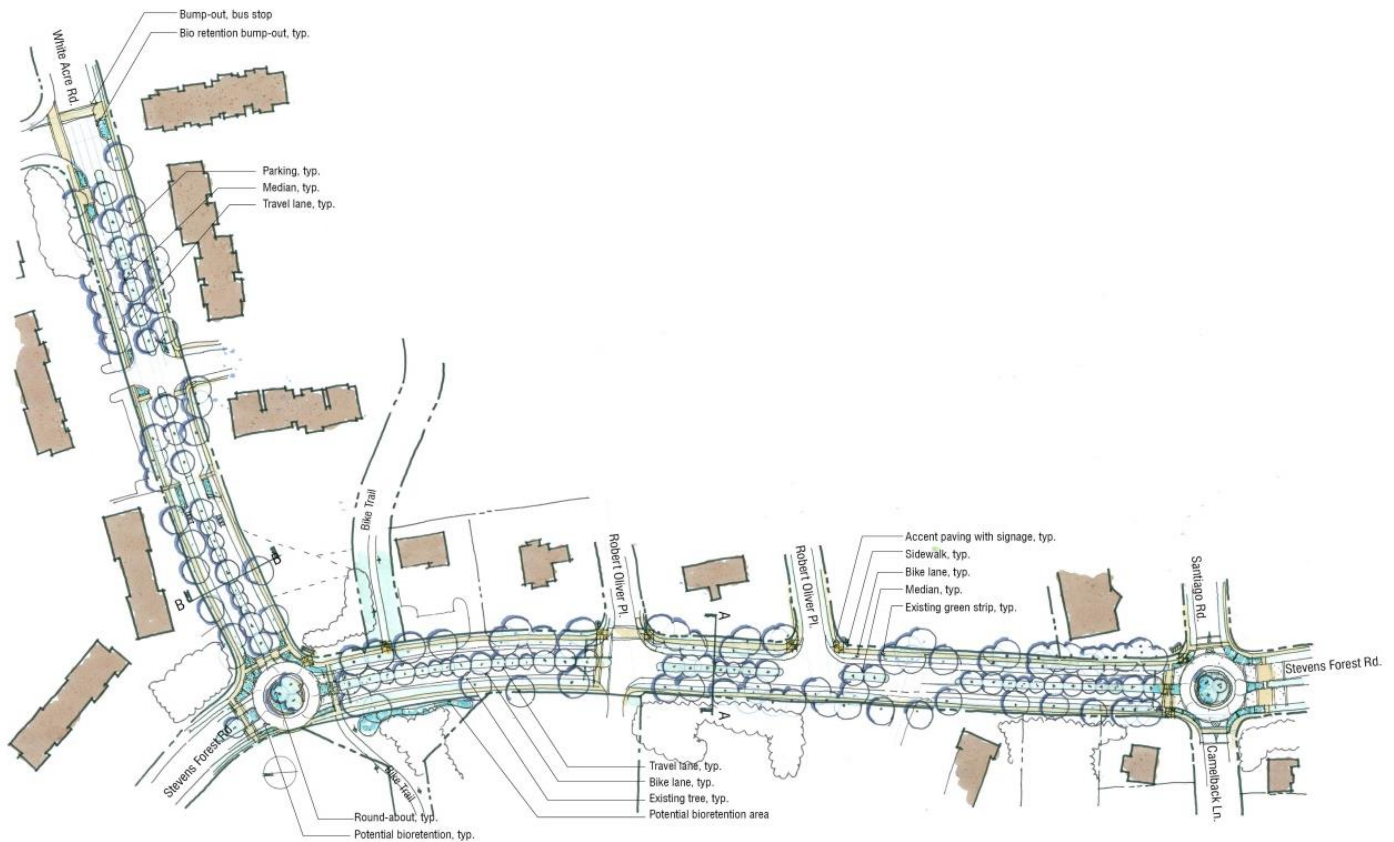 Bump-out, bus stop
Bio retention bump-out, typ.
White Acre Rd.
Parking, typ.
Median, typ.
Travel lane, typ.
Bike Trail
Robert Oliver Pl.
Robert Oliver Pl.
Accent paving with signage, typ.
Sidewalk, typ.
Bike lane, typ.
Median, typ.
Existing green strip, typ.
Santiago Rd.
B
B
A
A
Stevens Forest Rd.
Stevens Forest Rd.
Bike Trail
Camelback Ln.
Travel lane, typ.
Bike lane, typ.
Existing tree, typ.
Potential bioretention area
Round-about, typ.
Potential bioretention, typ.